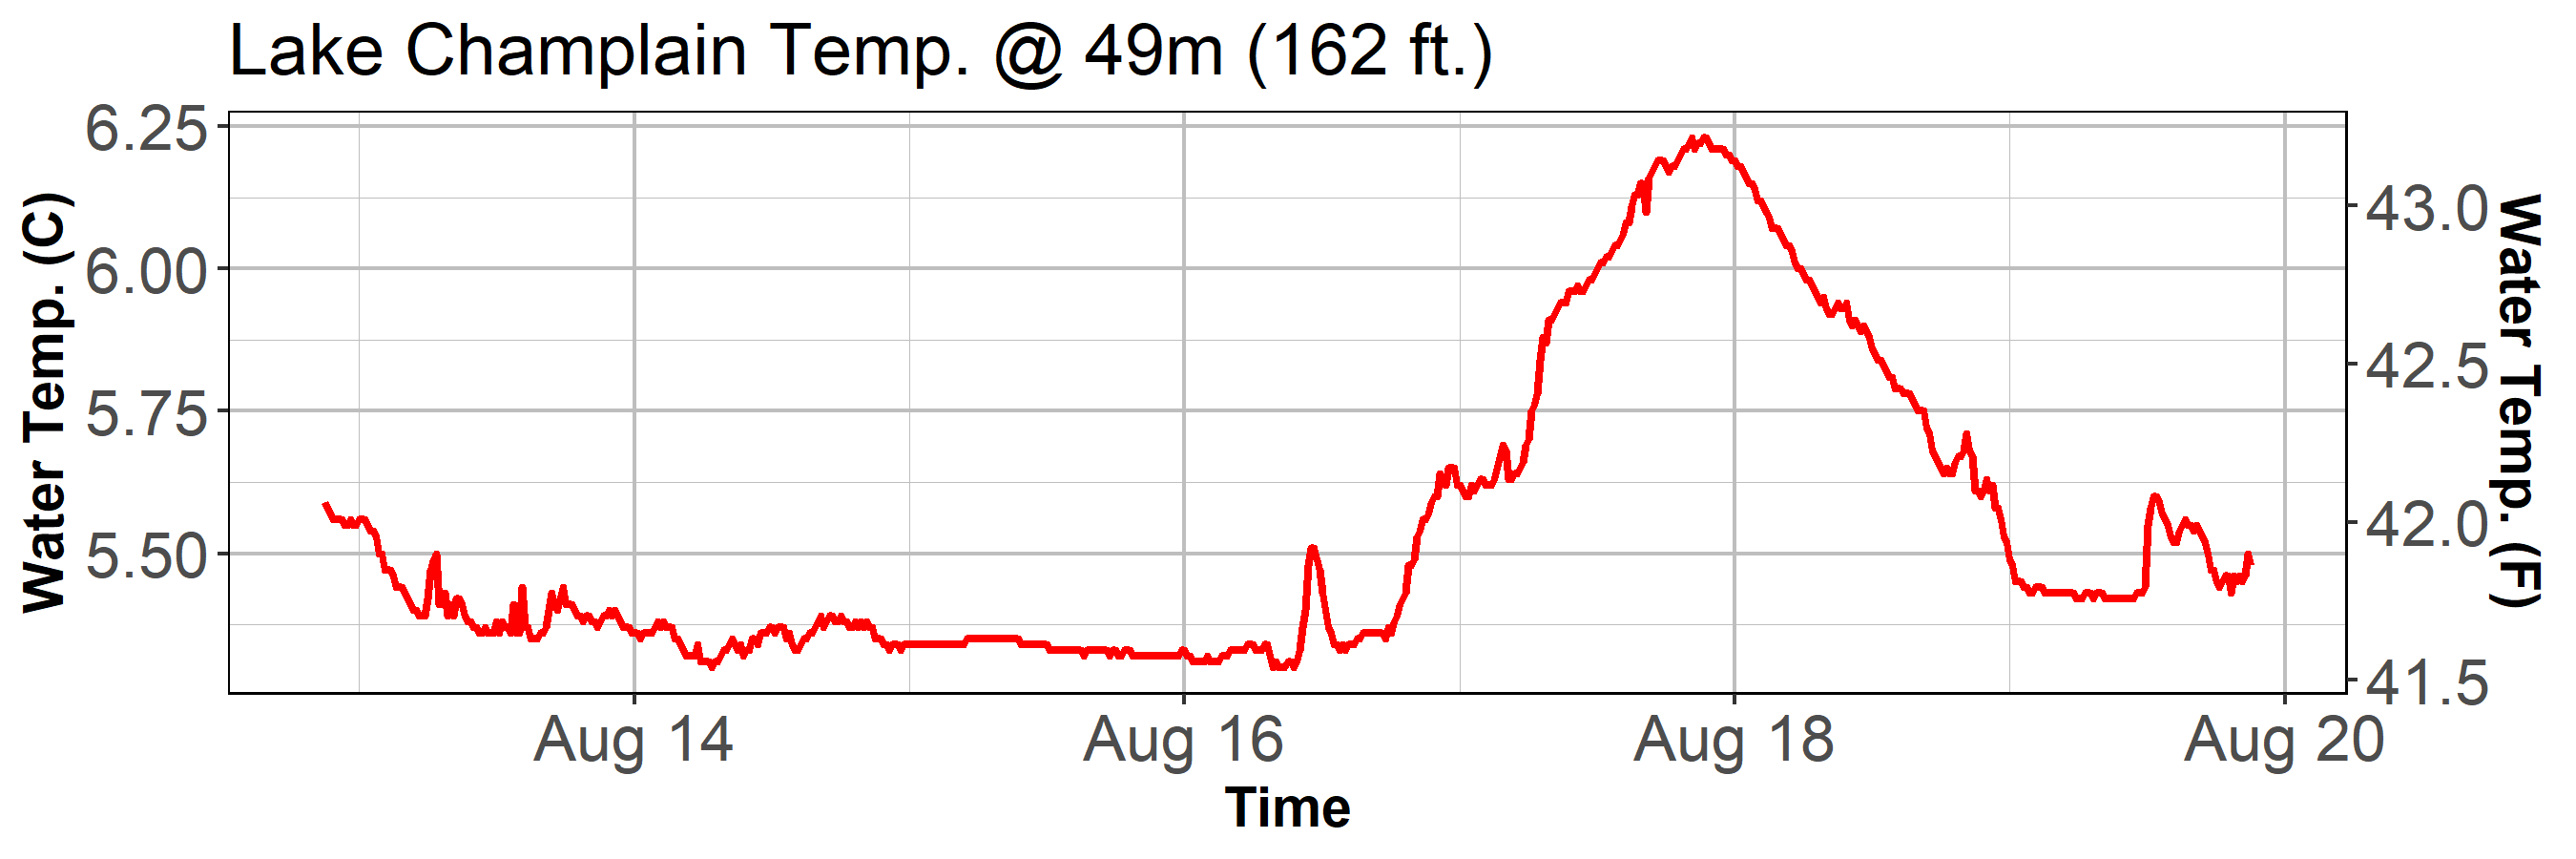 Lake Champlain Temp. @ 49m (162 ft.)
Water Temp. (C)
6.25
6.00
5.75
5.50
43.0
42.5
42.0
41.5
Water Temp. (F)
Aug 14
Aug 16
Aug 18
Aug 20
Time